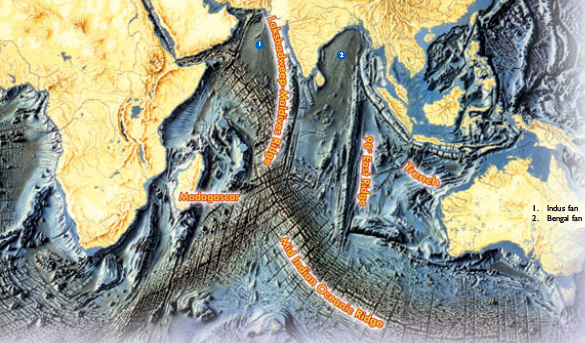 Lakshadweep-Maldives Ridge
1
2
90° East Ridge
Trench
Madagascar
Mid Indian Oceanic Ridge
1. Indus fan
2. Bengal fan